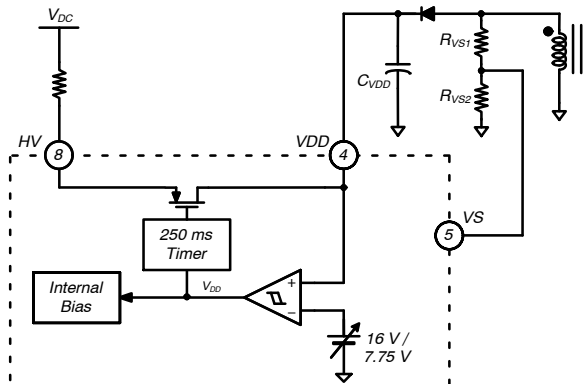 VDC
RVS1
CVDD
RVS2
HV
8
VDD
4
VS
5
250 ms
Timer
Internal
Bias
VDD
+
−
16 V /
7.75 V